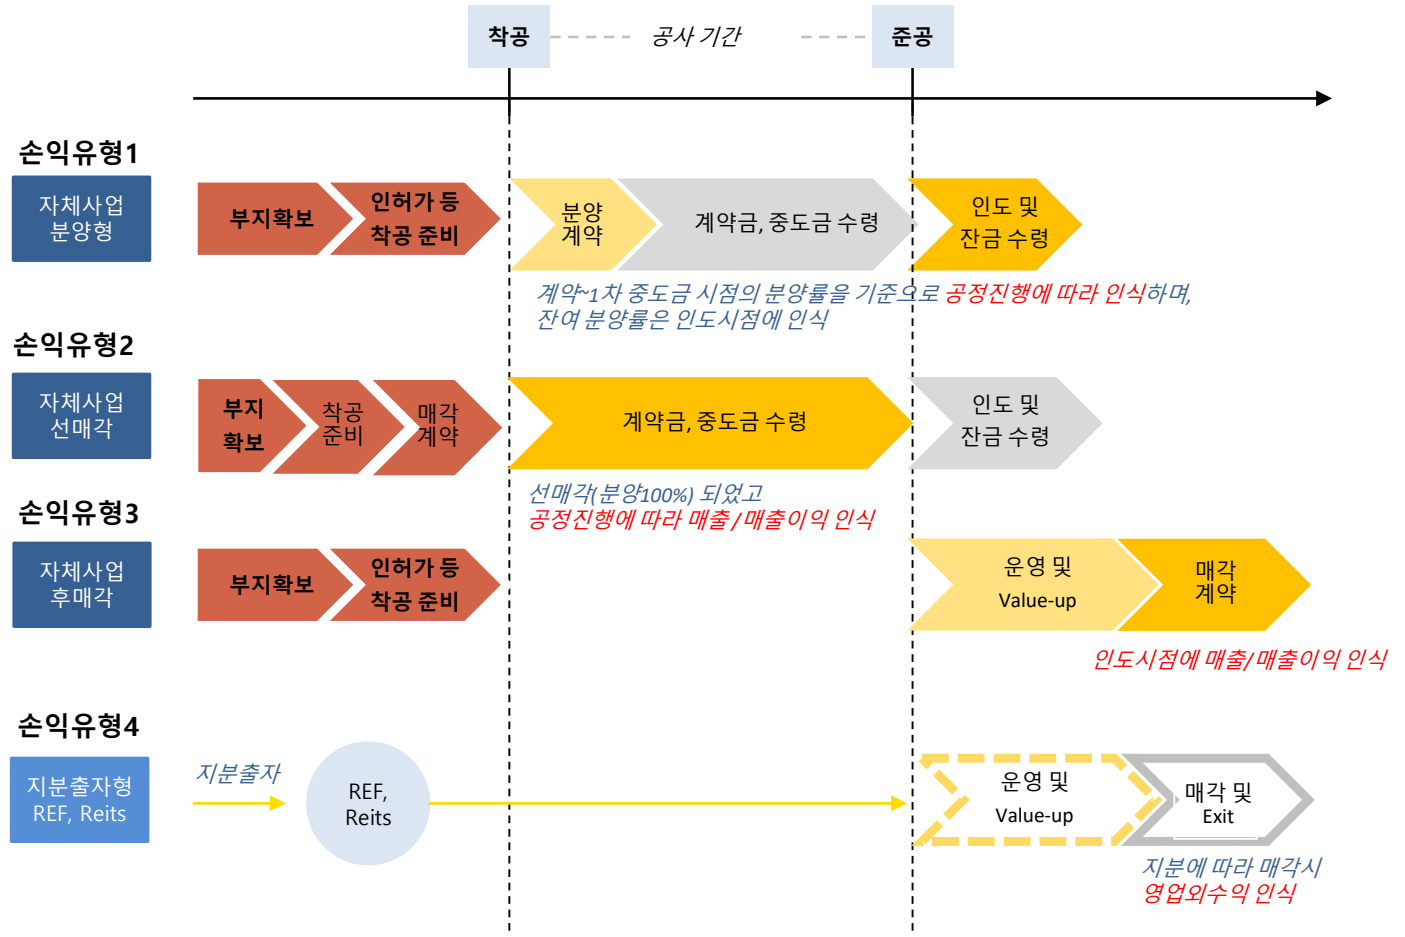 착공
공사 기간
준공
손익유형1
자체사업
분양형
부지확보
인허가 등
착공 준비
분양
계약
계약금, 중도금 수령
인도 및
잔금 수령
계약~1차 중도금 시점의 분양률을 기준으로 공정진행에 따라 인식하며,
잔여 분양률은 인도시점에 인식
손익유형2
자체사업
선매각
부지
확보
착공
준비
매각
계약
계약금, 중도금 수령
인도 및
잔금 수령
선매각(분양100%) 되었고
공정진행에 따라 매출/매출이익 인식
손익유형3
자체사업
후매각
부지확보
인허가 등
착공 준비
운영 및
Value-up
매각
계약
인도시점에 매출/매출이익 인식
손익유형4
지분출자형
REF, Reits
지분출자
REF,
Reits
운영 및
Value-up
매각 및
Exit
지분에 따라 매각시
영업외수익 인식